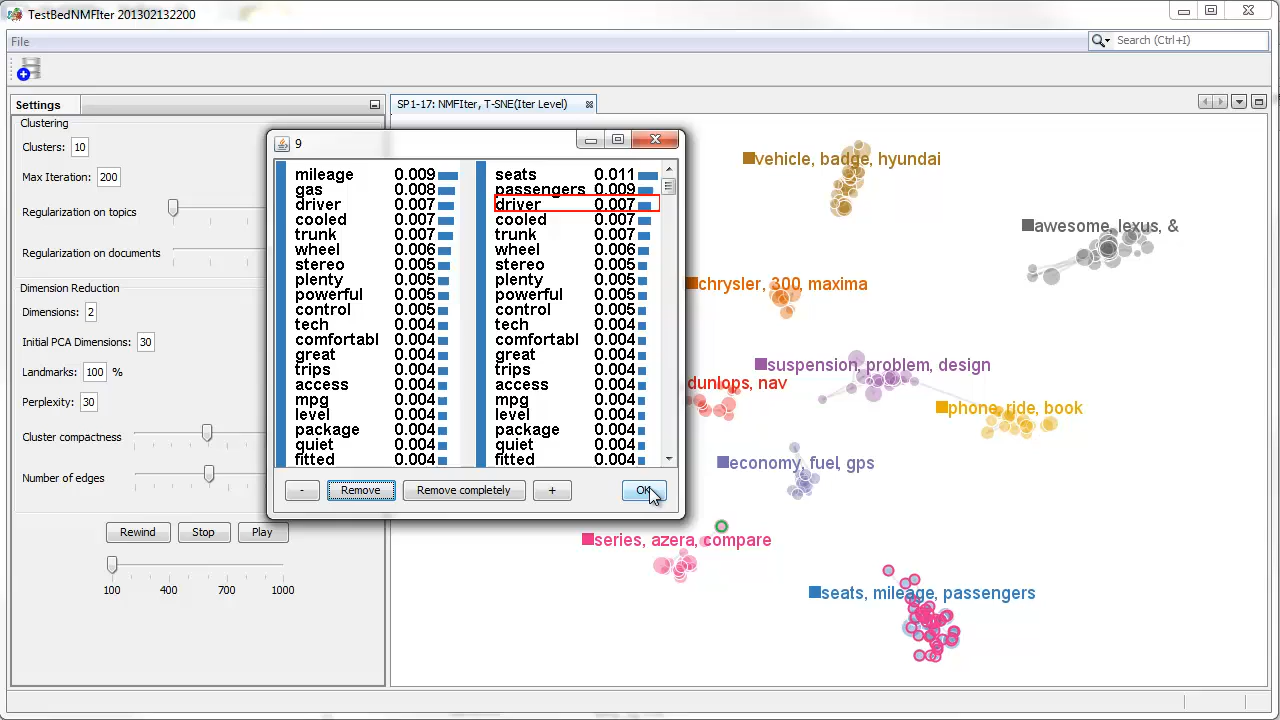 TestBedNMFIter 201302132200
File
Search (Ctrl+I)
Settings
SP1-17: NMFIter, T-SNE(Iter Level)
Clustering
Clusters: 10
Max Iteration: 200
Regularization on topics
Regularization on documents
Dimension Reduction
Dimensions: 2
Initial PCA Dimensions: 30
Landmarks: 100 %
Perplexity: 30
Cluster compactness
Number of edges
Rewind Stop Play
100 400 700 1000
9
mileage 0.009
gas 0.008
driver 0.007
cooled 0.007
trunk 0.007
wheel 0.006
stereo 0.005
plenty 0.005
powerful 0.005
control 0.005
tech 0.004
comfortabl 0.004
great 0.004
trips 0.004
access 0.004
mpg 0.004
level 0.004
package 0.004
quiet 0.004
fitted 0.004
seats 0.011
passengers 0.009
driver 0.007
cooled 0.007
trunk 0.007
wheel 0.006
stereo 0.005
plenty 0.005
powerful 0.005
control 0.005
tech 0.004
comfortabl 0.004
great 0.004
trips 0.004
access 0.004
mpg 0.004
level 0.004
package 0.004
quiet 0.004
fitted 0.004
- Remove Remove completely + OK
vehicle, badge, hyundai
awesome, lexus, &
chrysler, 300, maxima
suspension, problem, design
dunlops, nav
phone, ride, book
economy, fuel, gps
series, azera, compare
seats, mileage, passengers